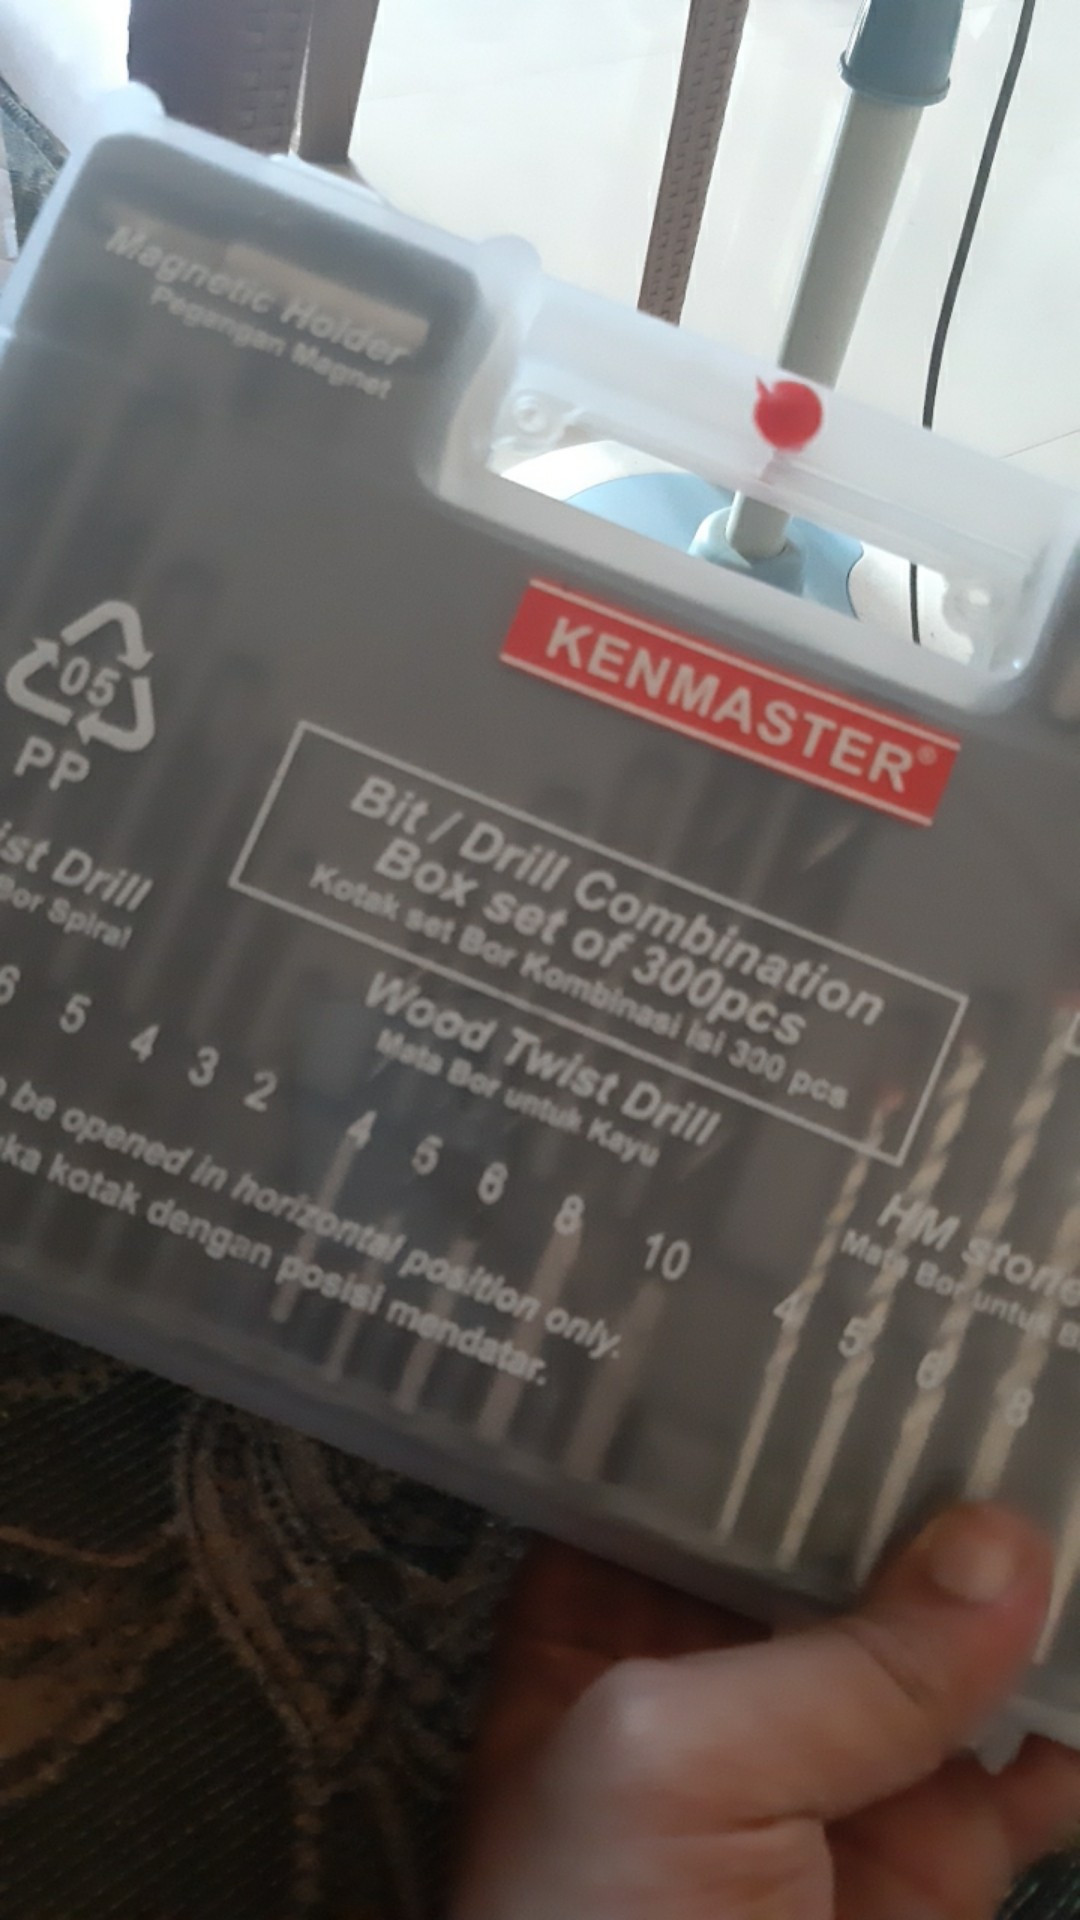 Magnetic Holder
Pegangan Magnet
KENMASTER®
05
PP
Bit / Drill Combination
Box set of 300pcs
Kotak set Bor Kombinasi isi 300 pcs
ist Drill
Bor Spiral
6 5 4 3 2
Wood Twist Drill
Mata Bor untuk Kayu
4 5 6 8 10
HM stone
Mata Bor untuk B
4 5 6 8
be opened in horizontal position only.
ka kotak dengan posisi mendatar.